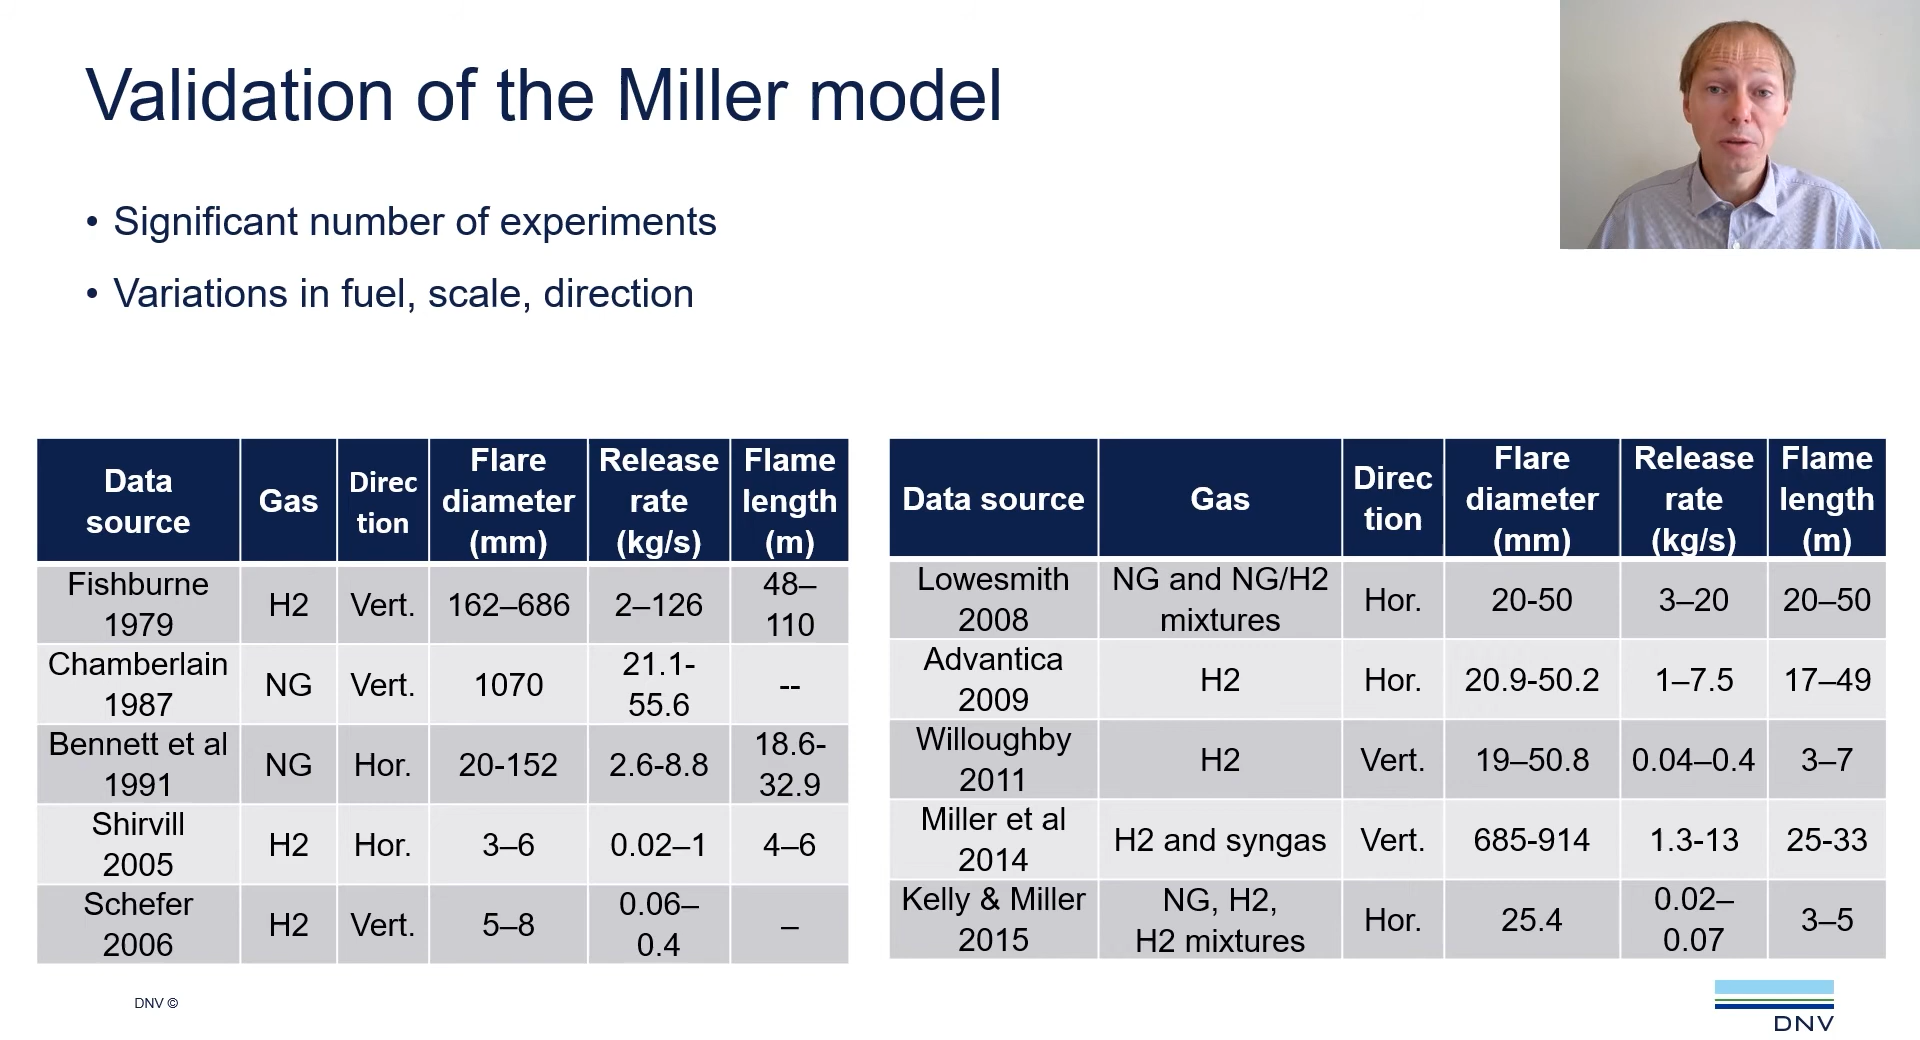 Validation of the Miller model
• Significant number of experiments
• Variations in fuel, scale, direction
Data source | Gas | Direc tion | Flare diameter (mm) | Release rate (kg/s) | Flame length (m)
Fishburne 1979 | H2 | Vert. | 162–686 | 2–126 | 48–110
Chamberlain 1987 | NG | Vert. | 1070 | 21.1-55.6 | --
Bennett et al 1991 | NG | Hor. | 20-152 | 2.6-8.8 | 18.6-32.9
Shirvill 2005 | H2 | Hor. | 3–6 | 0.02–1 | 4–6
Schefer 2006 | H2 | Vert. | 5–8 | 0.06–0.4 | –
Data source | Gas | Direc tion | Flare diameter (mm) | Release rate (kg/s) | Flame length (m)
Lowesmith 2008 | NG and NG/H2 mixtures | Hor. | 20-50 | 3–20 | 20–50
Advantica 2009 | H2 | Hor. | 20.9-50.2 | 1–7.5 | 17–49
Willoughby 2011 | H2 | Vert. | 19–50.8 | 0.04–0.4 | 3–7
Miller et al 2014 | H2 and syngas | Vert. | 685-914 | 1.3-13 | 25-33
Kelly & Miller 2015 | NG, H2, H2 mixtures | Hor. | 25.4 | 0.02–0.07 | 3–5
DNV ©
DNV